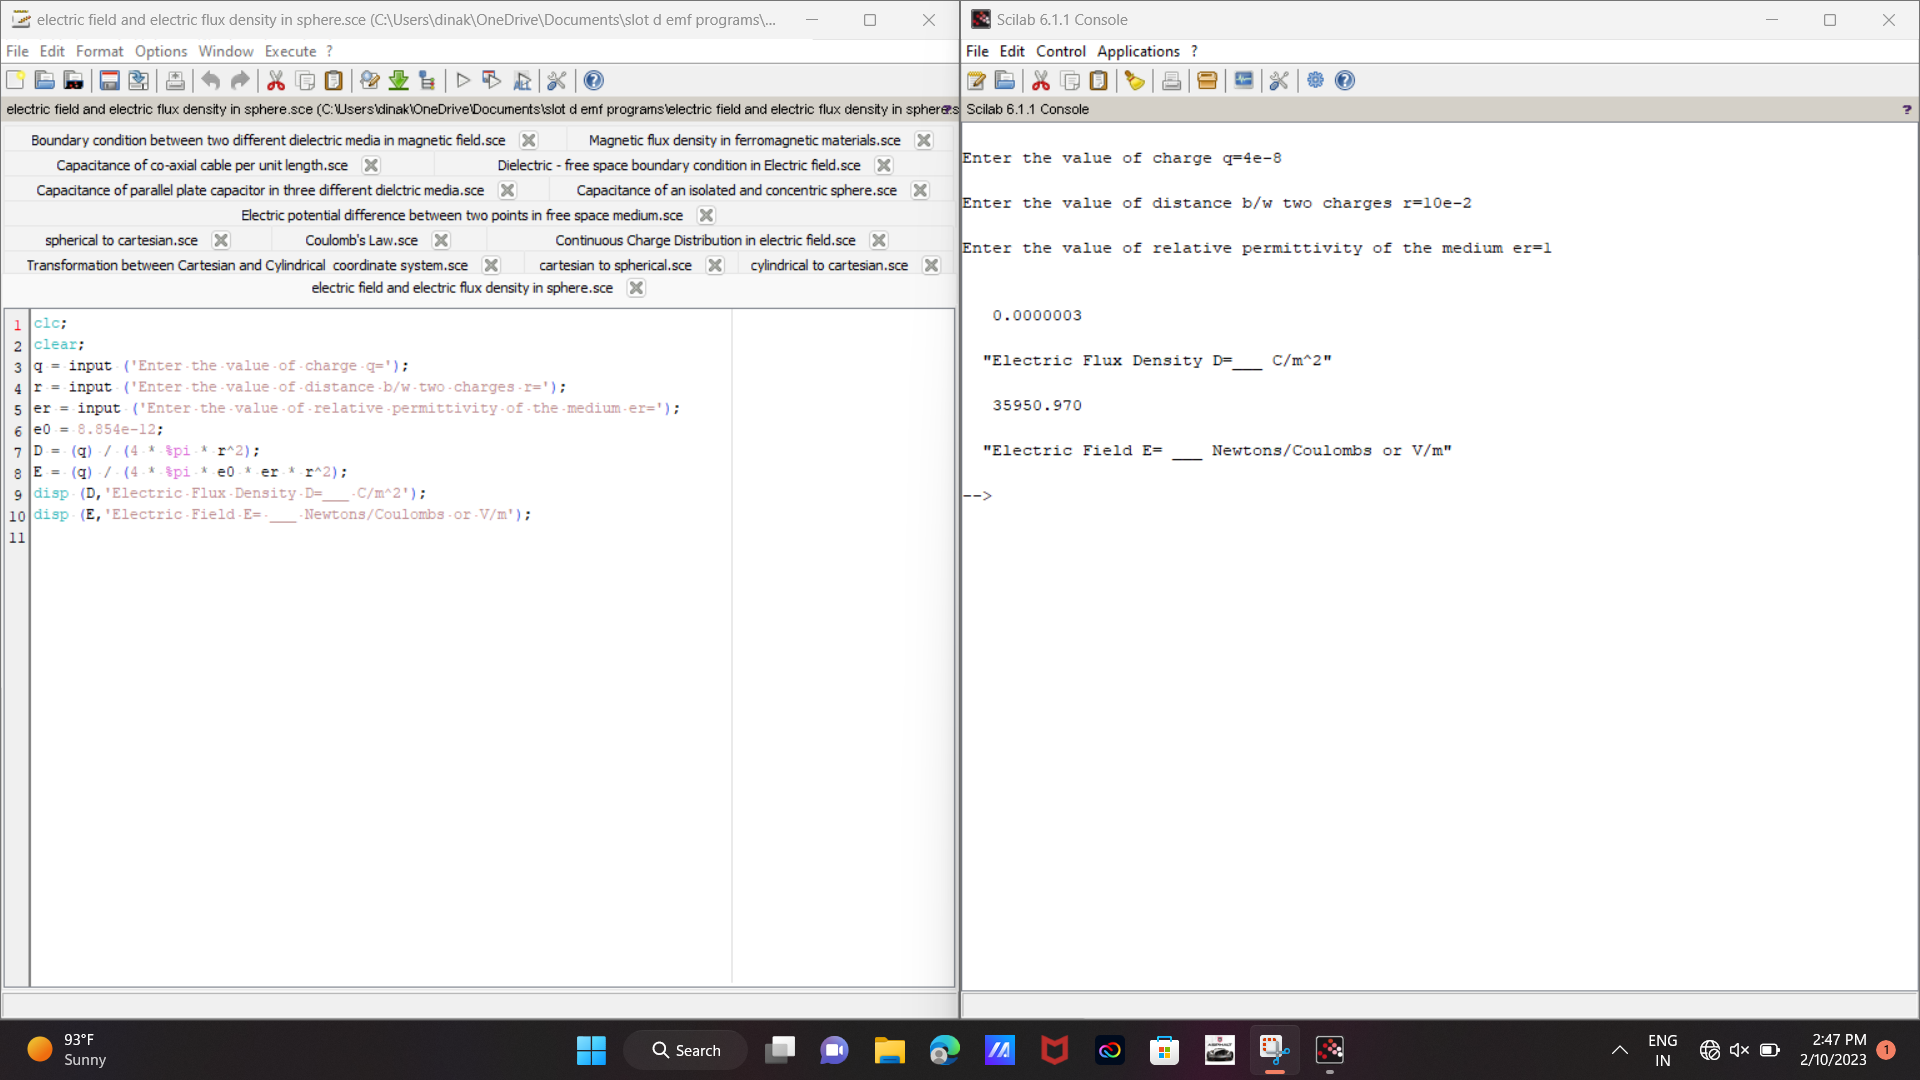 electric field and electric flux density in sphere.sce (C:\Users\dinak\OneDrive\Documents\slot d emf programs\...
File Edit Format Options Window Execute ?
electric field and electric flux density in sphere.sce (C:\Users\dinak\OneDrive\Documents\slot d emf programs\electric field and electric flux density in sphere.s
Boundary condition between two different dielectric media in magnetic field.sce
Magnetic flux density in ferromagnetic materials.sce
Capacitance of co-axial cable per unit length.sce
Dielectric - free space boundary condition in Electric field.sce
Capacitance of parallel plate capacitor in three different dielctric media.sce
Capacitance of an isolated and concentric sphere.sce
Electric potential difference between two points in free space medium.sce
spherical to cartesian.sce
Coulomb's Law.sce
Continuous Charge Distribution in electric field.sce
Transformation between Cartesian and Cylindrical coordinate system.sce
cartesian to spherical.sce
cylindrical to cartesian.sce
electric field and electric flux density in sphere.sce
1 clc;
2 clear;
3 q = input ('Enter the value of charge q=');
4 r = input ('Enter the value of distance b/w two charges r=');
5 er = input ('Enter the value of relative permittivity of the medium er=');
6 e0 = 8.854e-12;
7 D = (q) / (4 * %pi * r^2);
8 E = (q) / (4 * %pi * e0 * er * r^2);
9 disp (D,'Electric Flux Density D=___ C/m^2');
10 disp (E,'Electric Field E= ___ Newtons/Coulombs or V/m');
11
Scilab 6.1.1 Console
File Edit Control Applications ?
Scilab 6.1.1 Console ?
Enter the value of charge q=4e-8
Enter the value of distance b/w two charges r=10e-2
Enter the value of relative permittivity of the medium er=1
0.0000003
"Electric Flux Density D=___ C/m^2"
35950.970
"Electric Field E= ___ Newtons/Coulombs or V/m"
-->
93°F
Sunny
Search
ENG
IN
2:47 PM
2/10/2023
1